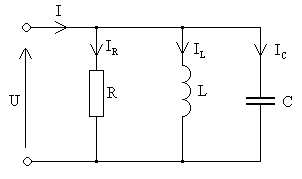 I
I_R I_L I_C
U R L C